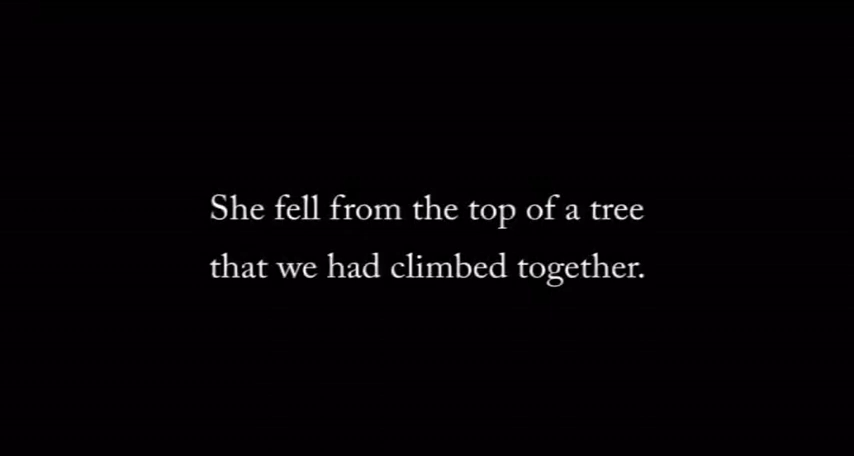 She fell from the top of a tree
that we had climbed together.